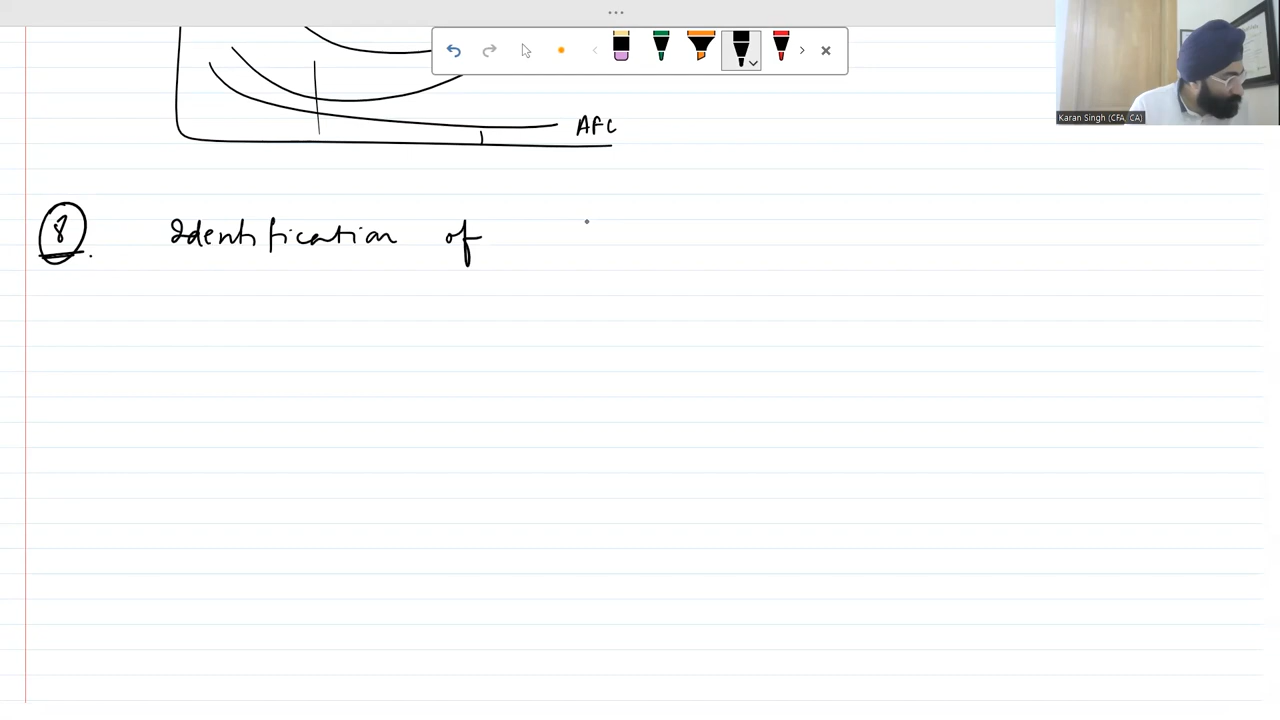 Karan Singh (CFA, CA)
AFC
8. Identification of